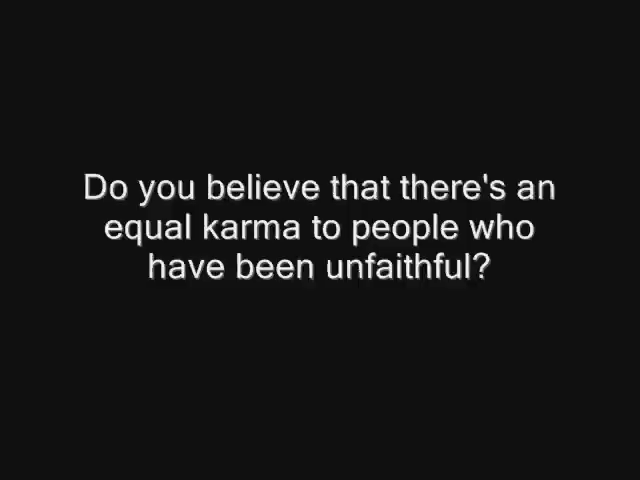 Do you believe that there's an
equal karma to people who
have been unfaithful?